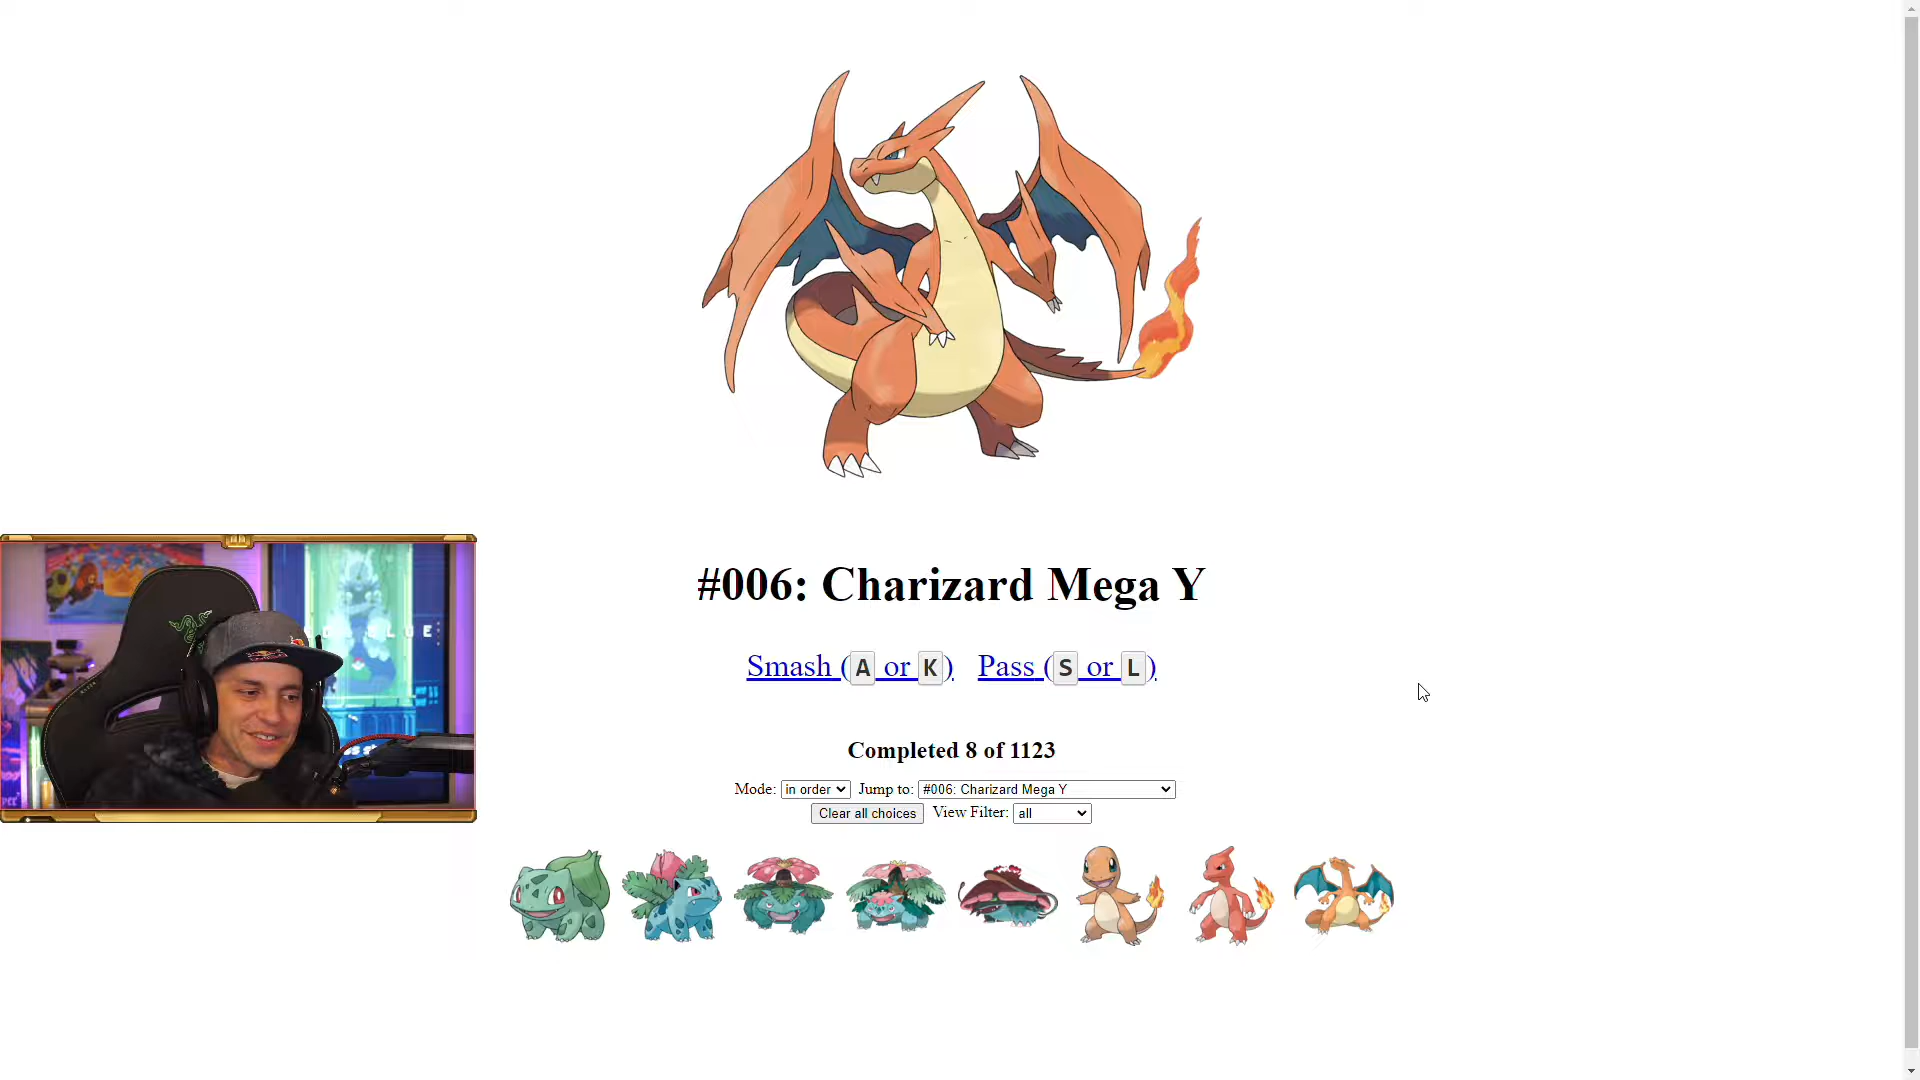 #006: Charizard Mega Y
Smash (A or K) Pass (S or L)
Completed 8 of 1123
Mode: in order Jump to: #006: Charizard Mega Y
Clear all choices View Filter: all